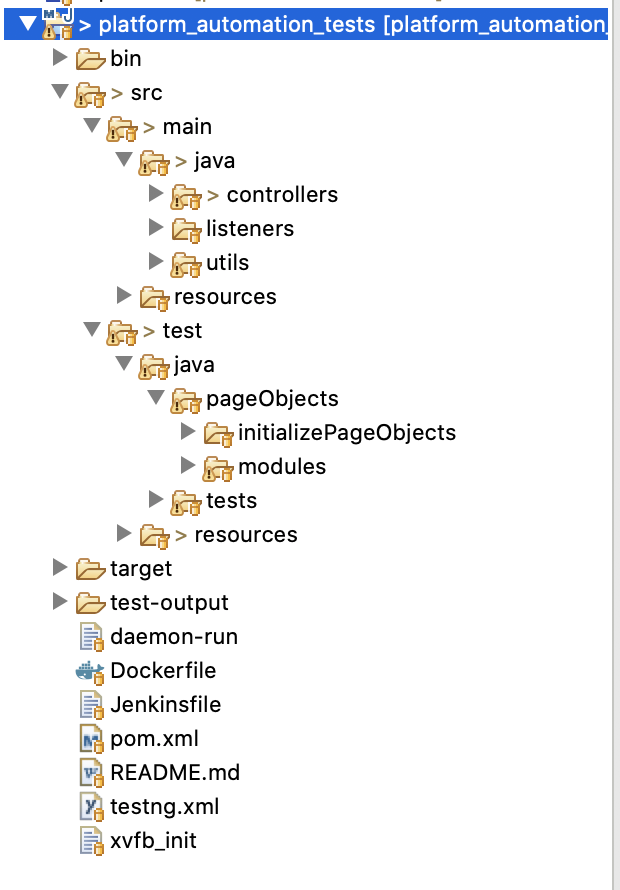 > platform_automation_tests [platform_automation_
bin
> src
> main
> java
> controllers
listeners
utils
resources
> test
java
pageObjects
initializePageObjects
modules
tests
> resources
target
test-output
daemon-run
Dockerfile
Jenkinsfile
pom.xml
README.md
testng.xml
xvfb_init